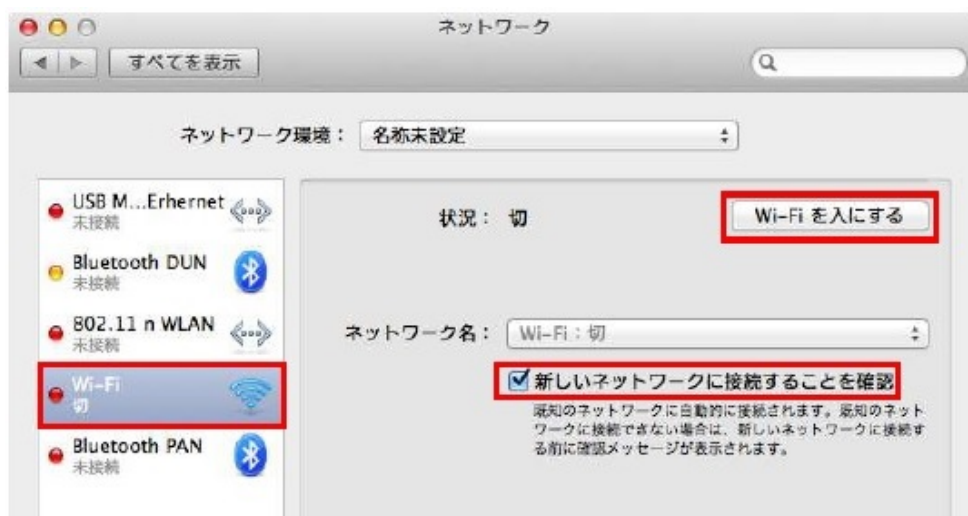 ネットワーク
すべてを表示
ネットワーク環境： 名称未設定
USB M...Erhernet
未接続
Bluetooth DUN
未接続
802.11 n WLAN
未接続
Wi-Fi
切
Bluetooth PAN
未接続
状況： 切
Wi-Fi を入にする
ネットワーク名： Wi-Fi：切
新しいネットワークに接続することを確認
既知のネットワークに自動的に接続されます。既知のネット
ワークに接続できない場合は、新しいネットワークに接続す
る前に確認メッセージが表示されます。